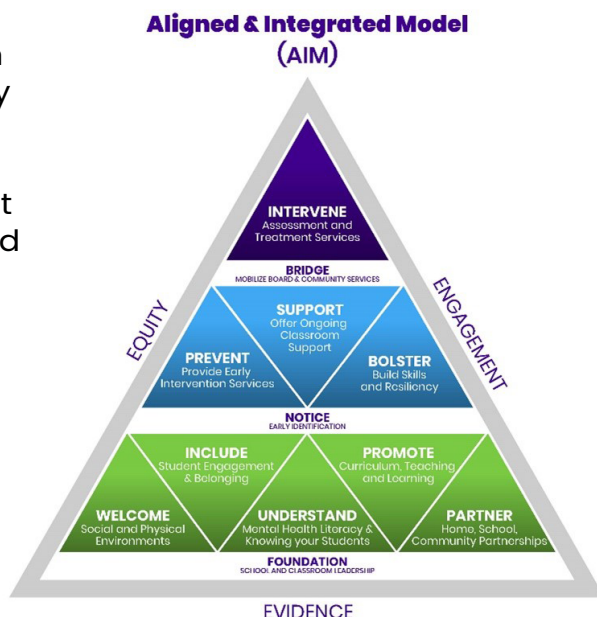 Aligned & Integrated Model
(AIM)
y
t
d
INTERVENE
Assessment and
Treatment Services
BRIDGE
MOBILIZE BOARD & COMMUNITY SERVICES
EQUITY
ENGAGEMENT
SUPPORT
Offer Ongoing
Classroom
Support
PREVENT
Provide Early
Intervention Services
BOLSTER
Build Skills
and Resiliency
NOTICE
EARLY IDENTIFICATION
INCLUDE
Student Engagement
& Belonging
PROMOTE
Curriculum, Teaching
and Learning
WELCOME
Social and Physical
Environments
UNDERSTAND
Mental Health Literacy &
Knowing your Students
PARTNER
Home, School,
Community Partnerships
FOUNDATION
SCHOOL AND CLASSROOM LEADERSHIP
EVIDENCE